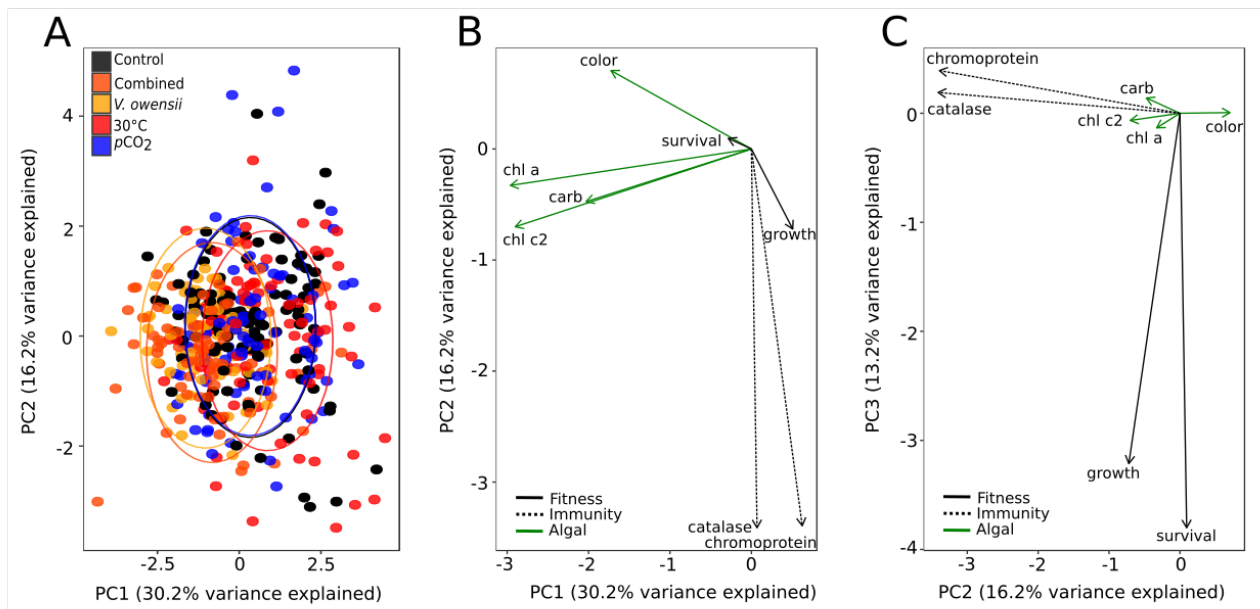 A
Control
Combined
V. owensii
30°C
pCO2
4
2
0
-2
PC2 (16.2% variance explained)
-2.5
0
2.5
PC1 (30.2% variance explained)
B
color
survival
chl a
carb
chl c2
growth
catalase
chromoprotein
Fitness
Immunity
Algal
0
-1
-2
-3
PC2 (16.2% variance explained)
-3
-2
-1
0
PC1 (30.2% variance explained)
C
chromoprotein
carb
catalase
chl c2
color
chl a
growth
survival
Fitness
Immunity
Algal
0
-1
-2
-3
-4
PC3 (13.2% variance explained)
-3
-2
-1
0
PC2 (16.2% variance explained)